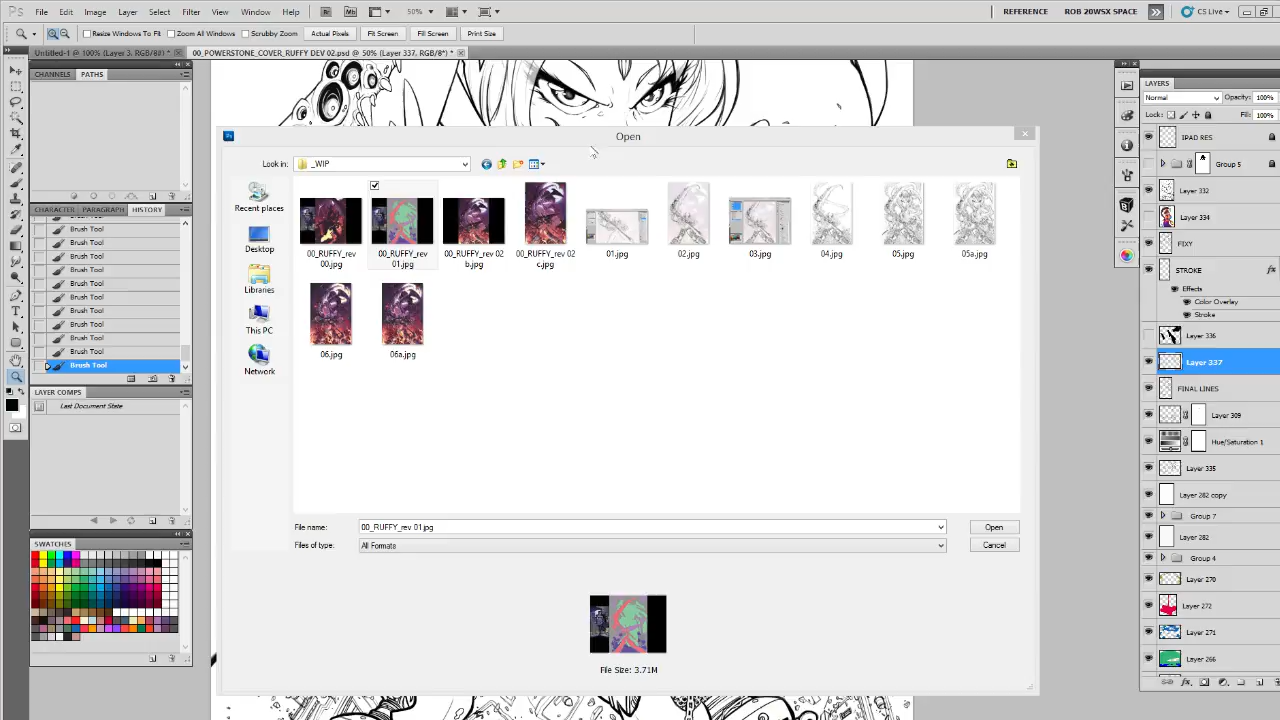 Ps File Edit Image Layer Select Filter View Window Help Br Mb 50% REFERENCE ROB 20WSX SPACE CS Live
Resize Windows To Fit Zoom All Windows Scrubby Zoom Actual Pixels Fit Screen Fill Screen Print Size
Untitled-1 @ 100% (Layer 3, RGB/8#) * 00_POWERSTONE_COVER_RUFFY DEV 02.psd @ 50% (Layer 337, RGB/8*) *
CHANNELS PATHS
CHARACTER PARAGRAPH HISTORY
Brush Tool
Brush Tool
Brush Tool
Brush Tool
Brush Tool
Brush Tool
Brush Tool
Brush Tool
Brush Tool
Brush Tool
Brush Tool
LAYER COMPS
Last Document State
SWATCHES
Open
Look in: _WIP
Recent places
Desktop
Libraries
This PC
Network
00_RUFFY_rev 00.jpg
00_RUFFY_rev 01.jpg
00_RUFFY_rev 02 b.jpg
00_RUFFY_rev 02 c.jpg
01.jpg
02.jpg
03.jpg
04.jpg
05.jpg
05a.jpg
06.jpg
06a.jpg
File name: 00_RUFFY_rev 01.jpg Open
Files of type: All Formats Cancel
File Size: 3.71M
LAYERS
Normal Opacity: 100%
Lock: Fill: 100%
IPAD RES
Group 5
Layer 332
Layer 334
FIXY
STROKE fx
Effects
Color Overlay
Stroke
Layer 336
Layer 337
FINAL LINES
Layer 309
Hue/Saturation 1
Layer 335
Layer 282 copy
Group 7
Layer 282
Group 4
Layer 270
Layer 272
Layer 271
Layer 266